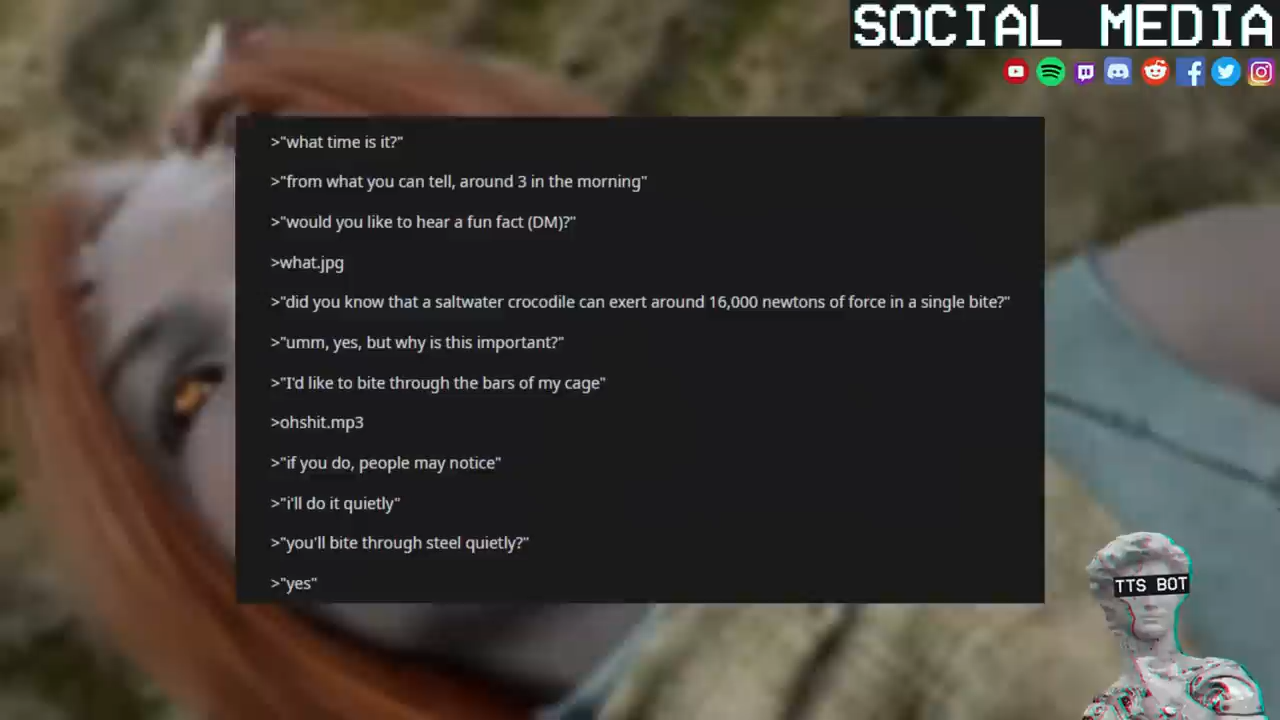 SOCIAL MEDIA
>"what time is it?"
>"from what you can tell, around 3 in the morning"
>"would you like to hear a fun fact (DM)?"
>what.jpg
>"did you know that a saltwater crocodile can exert around 16,000 newtons of force in a single bite?"
>"umm, yes, but why is this important?"
>"I'd like to bite through the bars of my cage"
>ohshit.mp3
>"if you do, people may notice"
>"i'll do it quietly"
>"you'll bite through steel quietly?"
>"yes"
TTS BOT